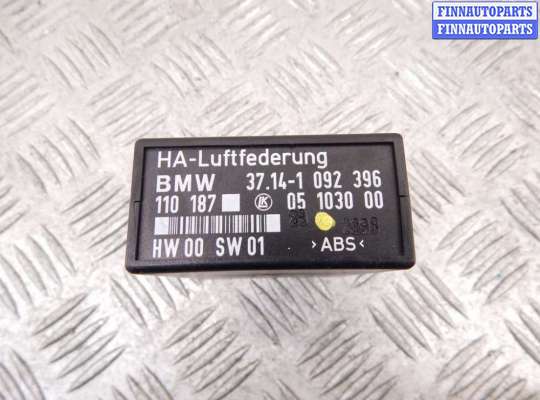 FINNAUTOPARTS
FINNAUTOPARTS
HA-Luftfederung
BMW 37.14-1 092 396
110 187 LK 05 1030 00
HW 00 SW 01 >ABS<